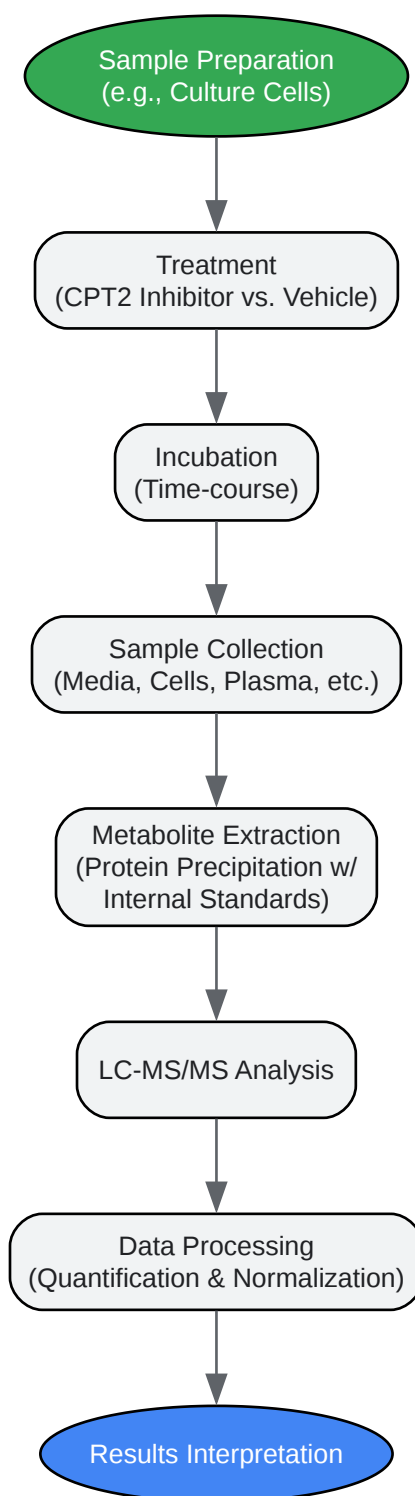 Sample Preparation
(e.g., Culture Cells)
Treatment
(CPT2 Inhibitor vs. Vehicle)
Incubation
(Time-course)
Sample Collection
(Media, Cells, Plasma, etc.)
Metabolite Extraction
(Protein Precipitation w/
Internal Standards)
LC-MS/MS Analysis
Data Processing
(Quantification & Normalization)
Results Interpretation